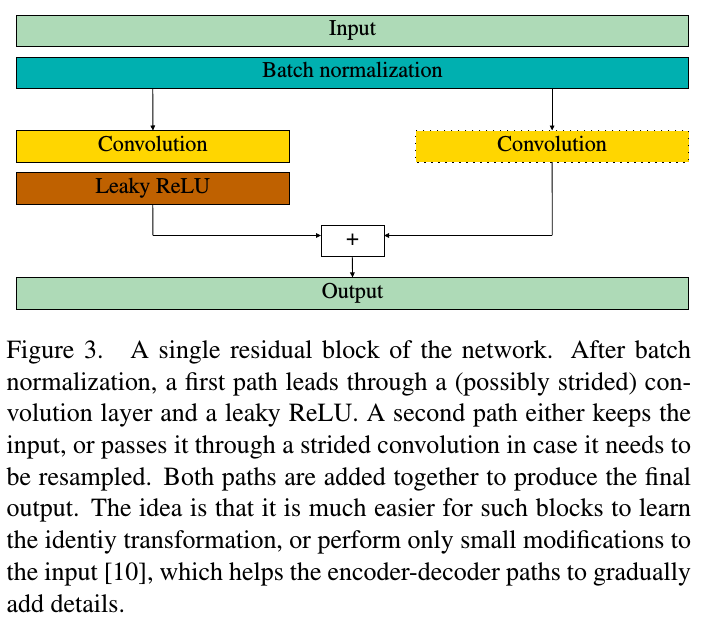 Input
Batch normalization
Convolution
Convolution
Leaky ReLU
+
Output
Figure 3. A single residual block of the network. After batch
normalization, a first path leads through a (possibly strided) con-
volution layer and a leaky ReLU. A second path either keeps the
input, or passes it through a strided convolution in case it needs to
be resampled. Both paths are added together to produce the final
output. The idea is that it is much easier for such blocks to learn
the identiy transformation, or perform only small modifications to
the input [10], which helps the encoder-decoder paths to gradually
add details.